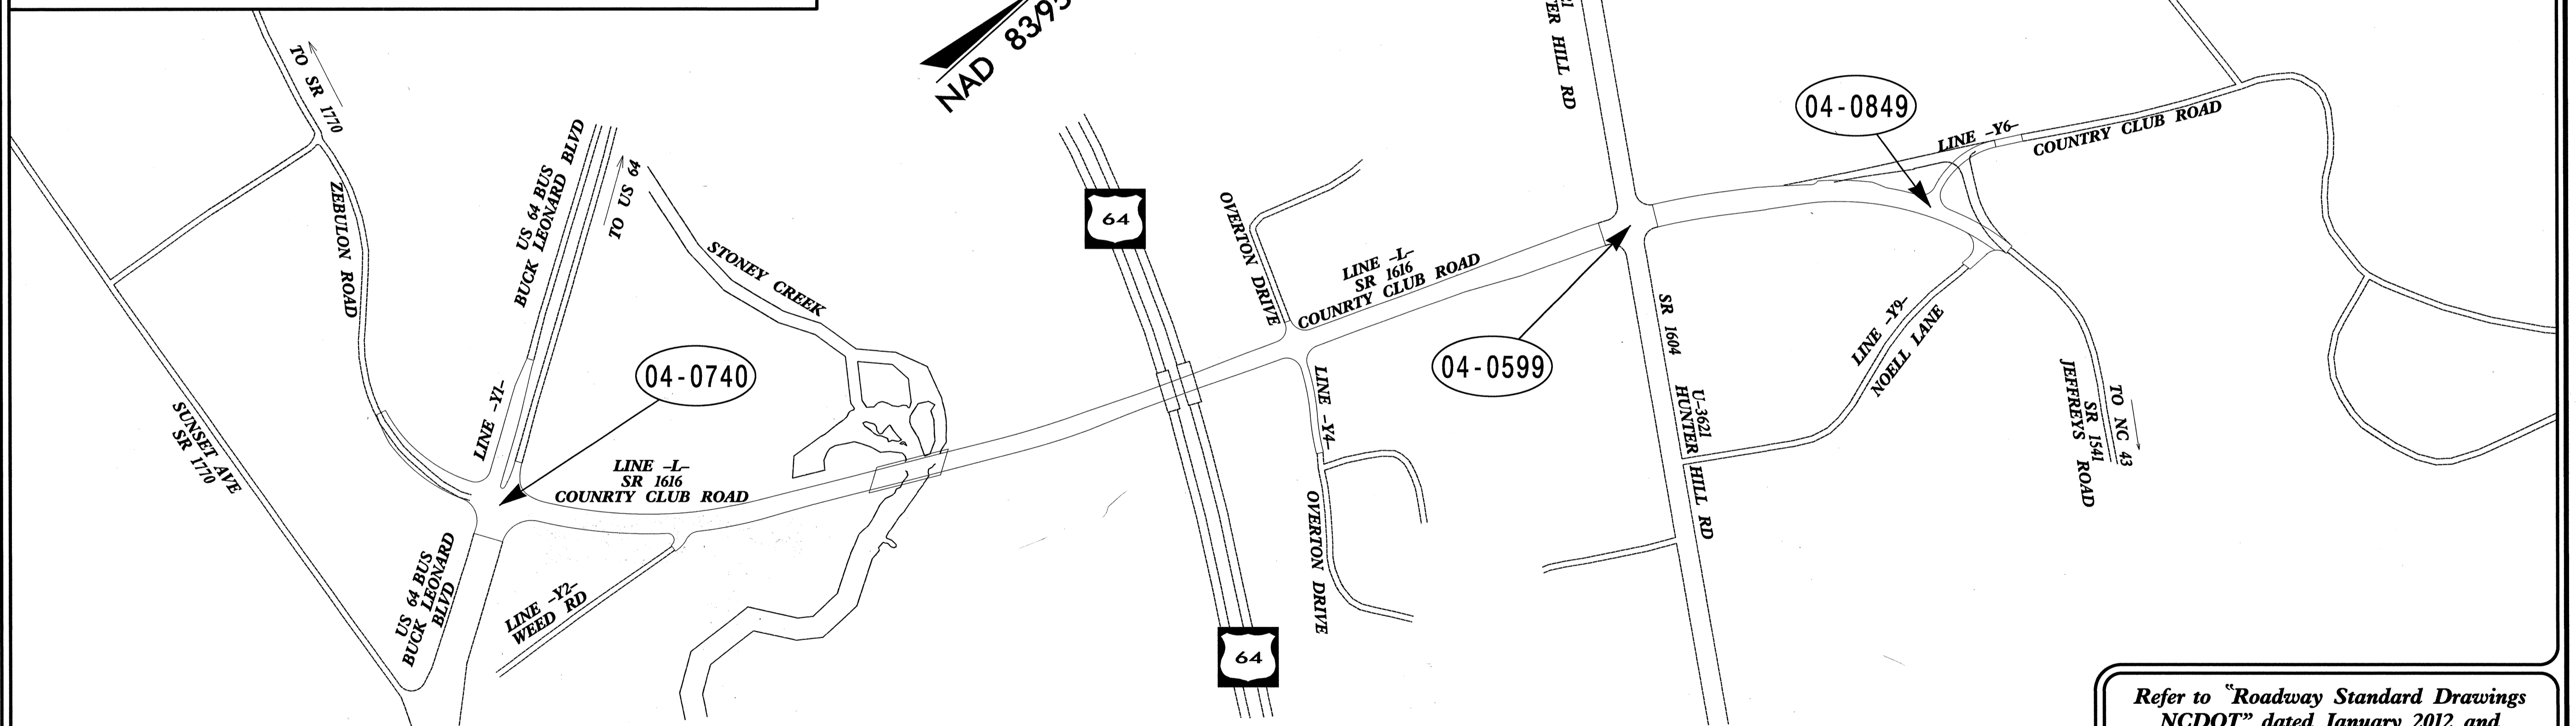 TO SR 1770
ZEBULON ROAD
US 64 BUS
BUCK LEONARD BLVD
TO US 64
STONEY CREEK
LINE -Y1-
04-0740
SUNSET AVE
SR 1770
LINE -L-
SR 1616
COUNRTY CLUB ROAD
US 64 BUS
BUCK LEONARD
BLVD
LINE -Y2-
WEED RD
NAD 83/95
64
64
OVERTON DRIVE
LINE -L-
SR 1616
COUNRTY CLUB ROAD
LINE -Y4-
OVERTON DRIVE
04-0599
HILL RD
SR 1604
U-3621
HUNTER HILL RD
04-0849
LINE -Y6-
COUNTRY CLUB ROAD
LINE -Y9-
NOELL LANE
TO NC 43
SR 1541
JEFFREYS ROAD
Refer to "Roadway Standard Drawings
NCDOT" dated January 2012 and